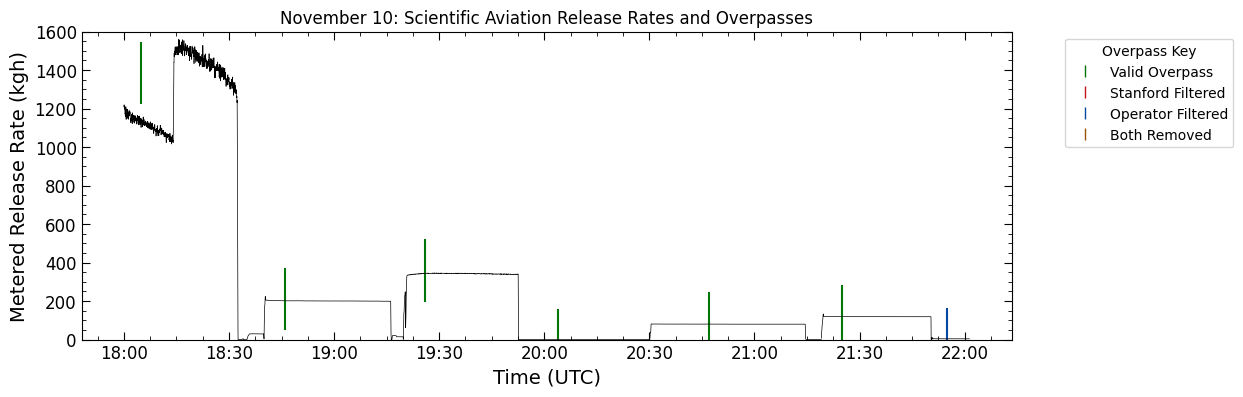 November 10: Scientific Aviation Release Rates and Overpasses
Metered Release Rate (kgh)
1600
1400
1200
1000
800
600
400
200
0
18:00 18:30 19:00 19:30 20:00 20:30 21:00 21:30 22:00
Time (UTC)
Overpass Key
Valid Overpass
Stanford Filtered
Operator Filtered
Both Removed